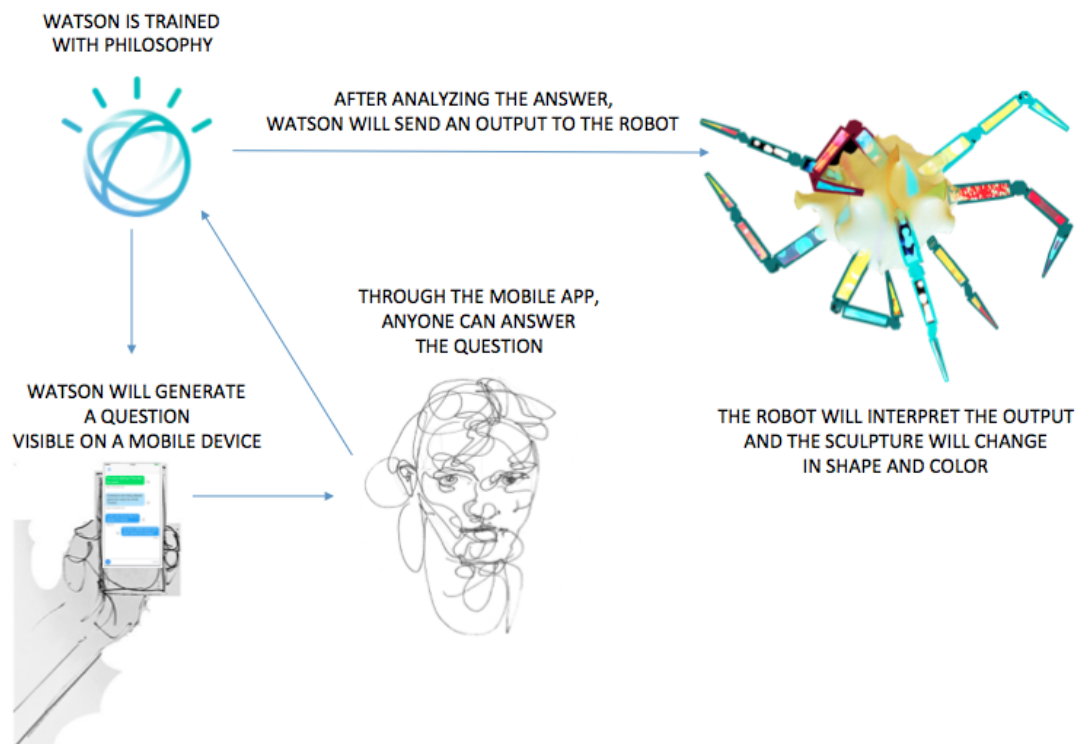 WATSON IS TRAINED
WITH PHILOSOPHY
AFTER ANALYZING THE ANSWER,
WATSON WILL SEND AN OUTPUT TO THE ROBOT
THROUGH THE MOBILE APP,
ANYONE CAN ANSWER
THE QUESTION
WATSON WILL GENERATE
A QUESTION
VISIBLE ON A MOBILE DEVICE
THE ROBOT WILL INTERPRET THE OUTPUT
AND THE SCULPTURE WILL CHANGE
IN SHAPE AND COLOR